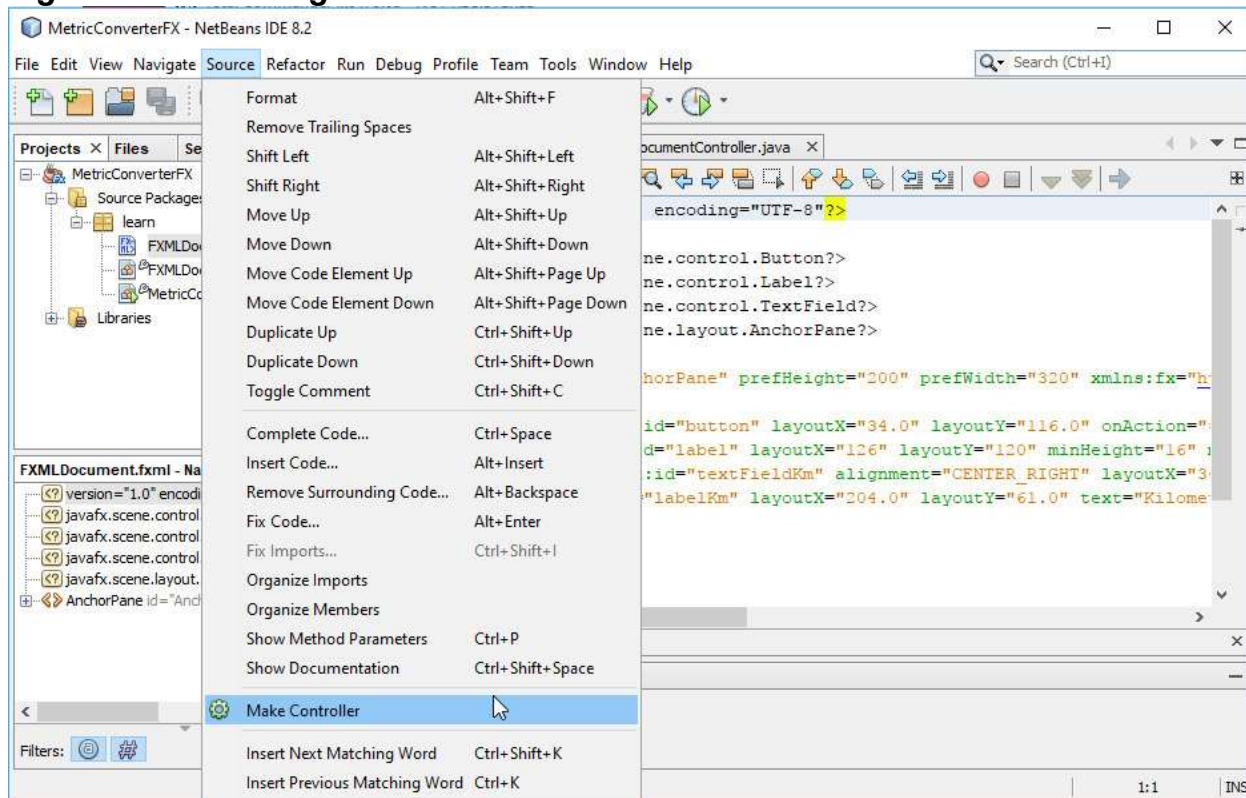 MetricConverterFX - NetBeans IDE 8.2
File Edit View Navigate Source Refactor Run Debug Profile Team Tools Window Help
Search (Ctrl+I)
Projects Files Se
MetricConverterFX
Source Packages
learn
FXMLDo
FXMLDo
MetricCo
Libraries
FXMLDocument.fxml - Na
version="1.0" encodi
javafx.scene.control
javafx.scene.control
javafx.scene.control
javafx.scene.layout.
AnchorPane id="Anch
Filters:
Format Alt+Shift+F
Remove Trailing Spaces
Shift Left Alt+Shift+Left
Shift Right Alt+Shift+Right
Move Up Alt+Shift+Up
Move Down Alt+Shift+Down
Move Code Element Up Alt+Shift+Page Up
Move Code Element Down Alt+Shift+Page Down
Duplicate Up Ctrl+Shift+Up
Duplicate Down Ctrl+Shift+Down
Toggle Comment Ctrl+Shift+C
Complete Code... Ctrl+Space
Insert Code... Alt+Insert
Remove Surrounding Code... Alt+Backspace
Fix Code... Alt+Enter
Fix Imports... Ctrl+Shift+I
Organize Imports
Organize Members
Show Method Parameters Ctrl+P
Show Documentation Ctrl+Shift+Space
Make Controller
Insert Next Matching Word Ctrl+Shift+K
Insert Previous Matching Word Ctrl+K
ocumentController.java
encoding="UTF-8"?>
ne.control.Button?>
ne.control.Label?>
ne.control.TextField?>
ne.layout.AnchorPane?>
horPane" prefHeight="200" prefWidth="320" xmlns:fx="h
id="button" layoutX="34.0" layoutY="116.0" onAction="
d="label" layoutX="126" layoutY="120" minHeight="16"
:id="textFieldKm" alignment="CENTER_RIGHT" layoutX="3
="labelKm" layoutX="204.0" layoutY="61.0" text="Kilome
1:1 INS